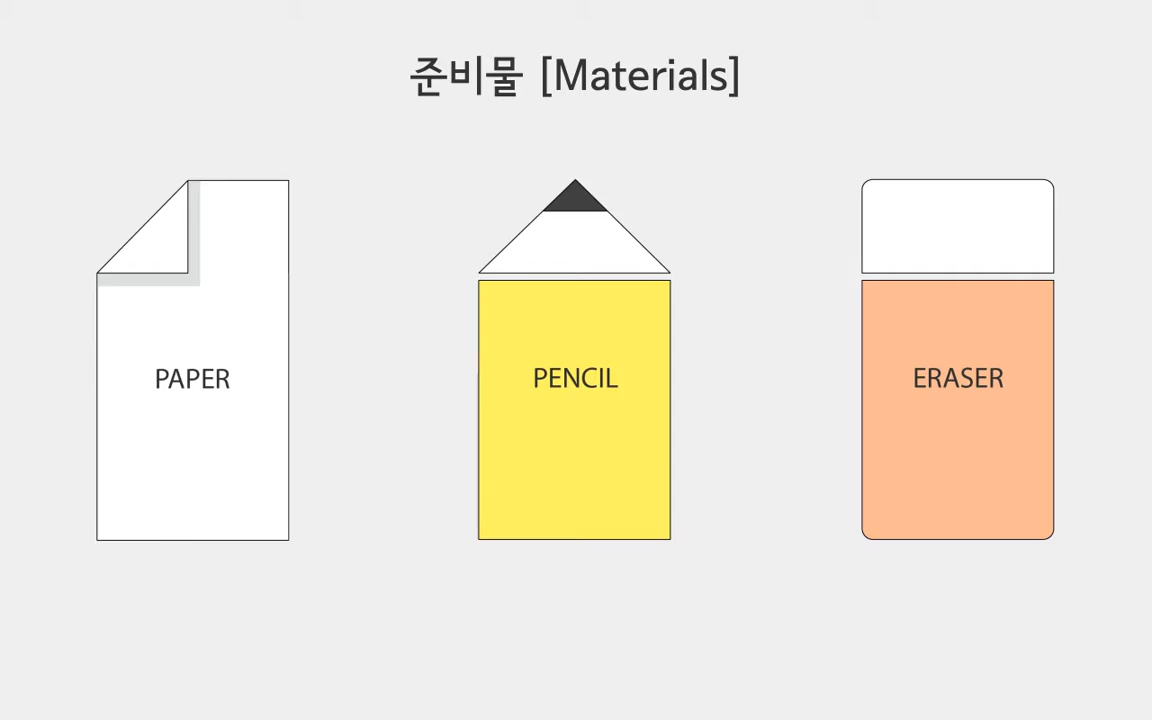 준비물 [Materials]
PAPER
PENCIL
ERASER